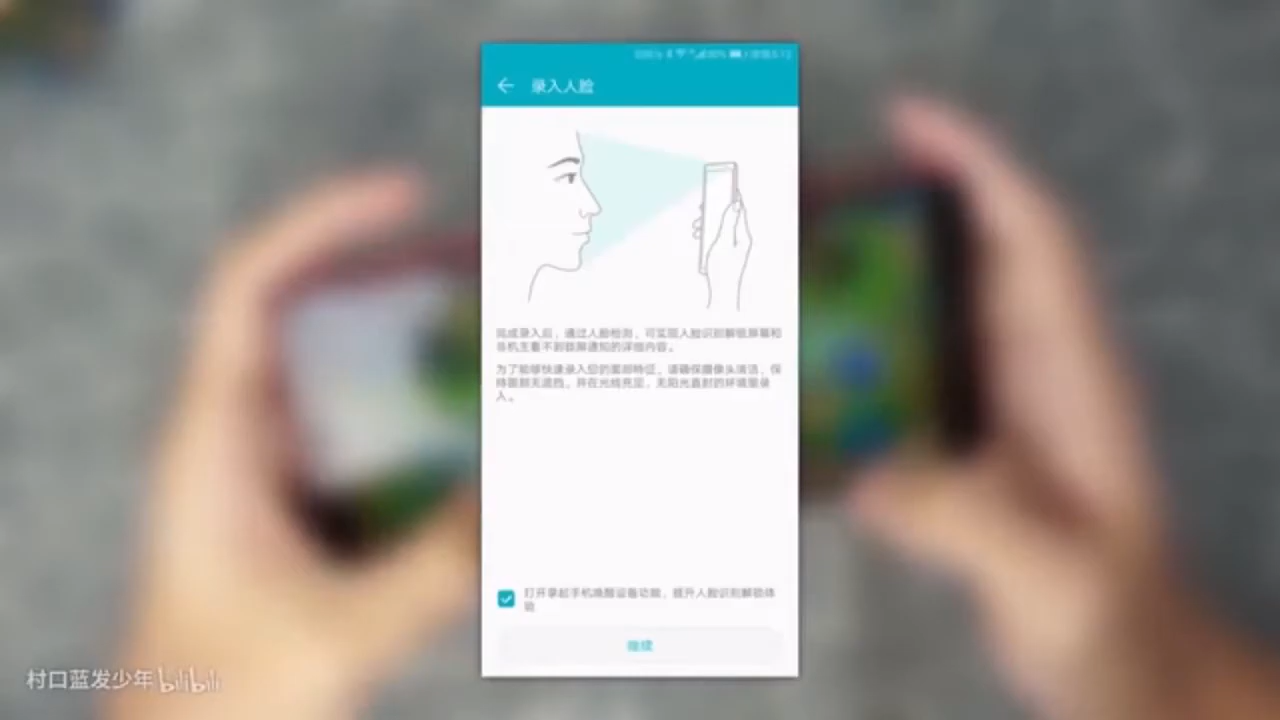 录入人脸
完成录入后，通过人脸检测，可实现人脸识别解锁屏幕和
非机主看不到锁屏通知的详细内容。
为了能够快速录入您的面部特征，请确保摄像头清洁，保
持面部无遮挡，并在光线充足、无阳光直射的环境里录
入。
打开拿起手机唤醒设备功能，提升人脸识别解锁体
验
继续
村口蓝发少年 bilibili